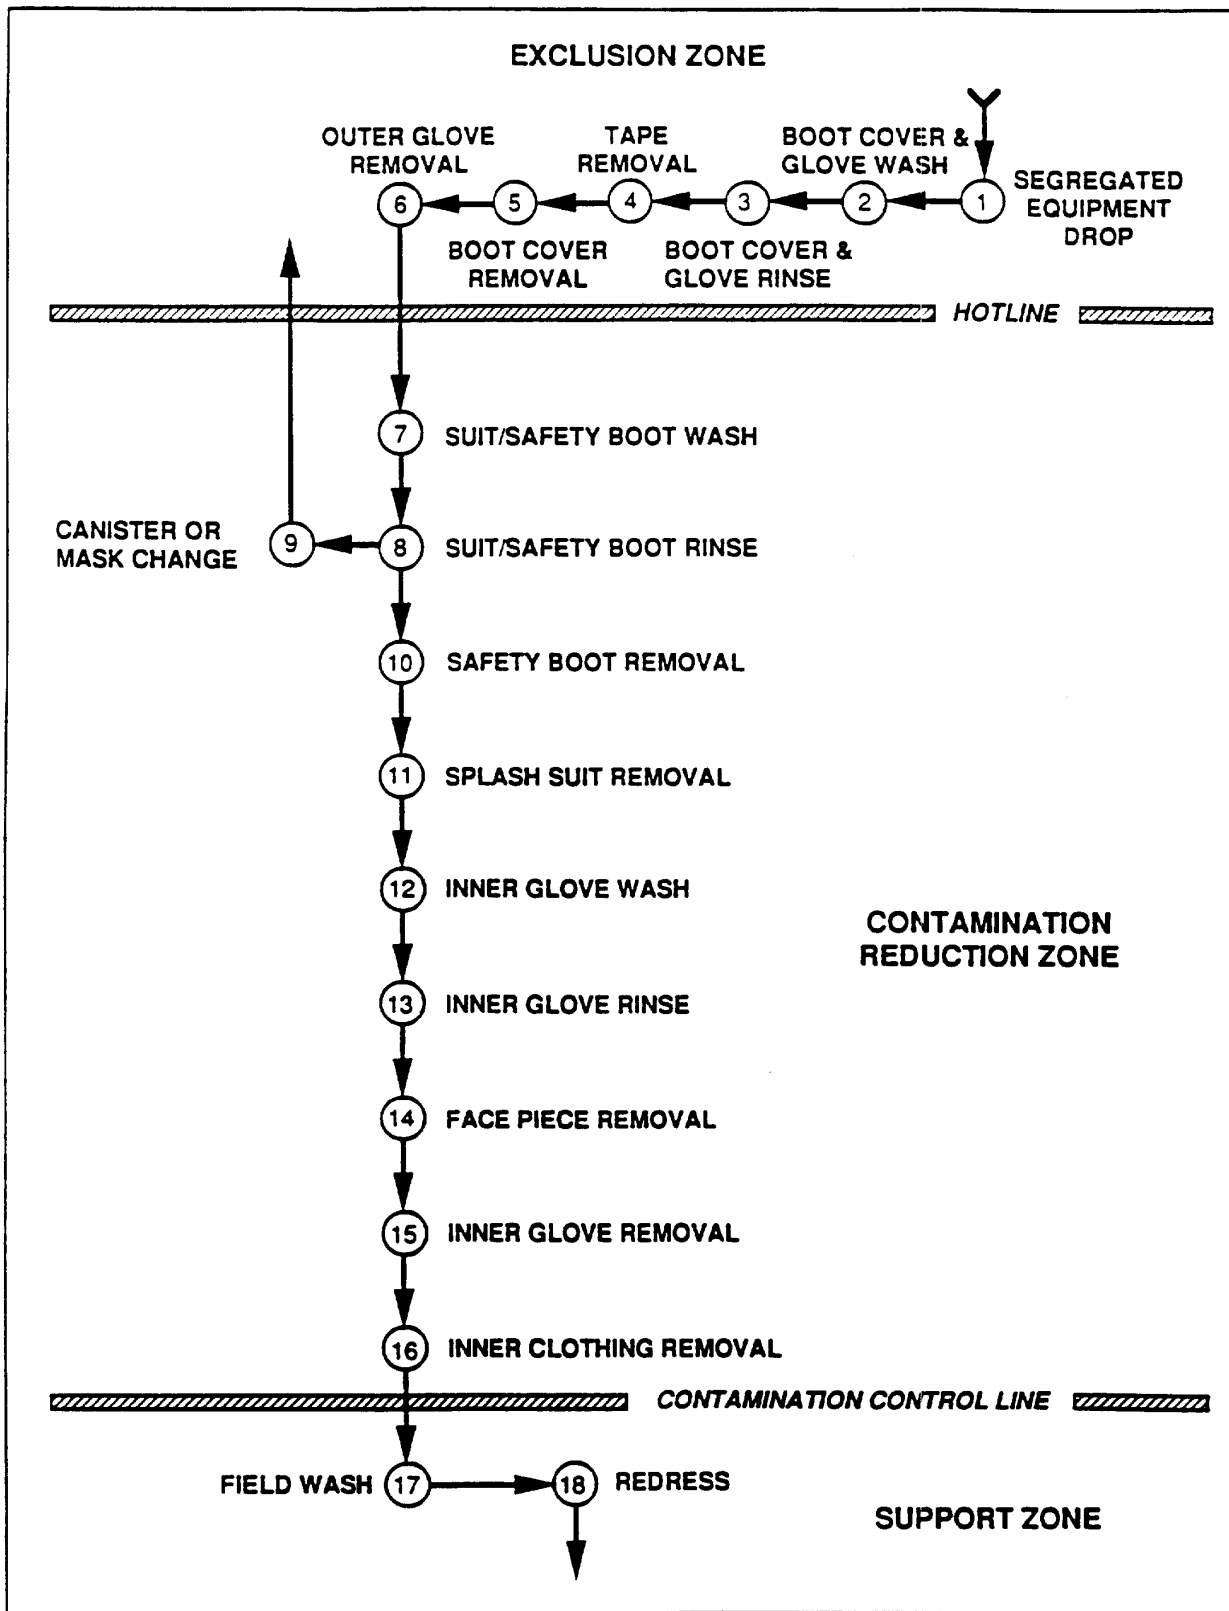 EXCLUSION ZONE
OUTER GLOVE
REMOVAL
TAPE
REMOVAL
BOOT COVER &
GLOVE WASH
6
5
4
3
2
1
SEGREGATED
EQUIPMENT
DROP
BOOT COVER
REMOVAL
BOOT COVER &
GLOVE RINSE
HOTLINE
7
SUIT/SAFETY BOOT WASH
CANISTER OR
MASK CHANGE
9
8
SUIT/SAFETY BOOT RINSE
10
SAFETY BOOT REMOVAL
11
SPLASH SUIT REMOVAL
12
INNER GLOVE WASH
CONTAMINATION
REDUCTION ZONE
13
INNER GLOVE RINSE
14
FACE PIECE REMOVAL
15
INNER GLOVE REMOVAL
16
INNER CLOTHING REMOVAL
CONTAMINATION CONTROL LINE
FIELD WASH
17
18
REDRESS
SUPPORT ZONE